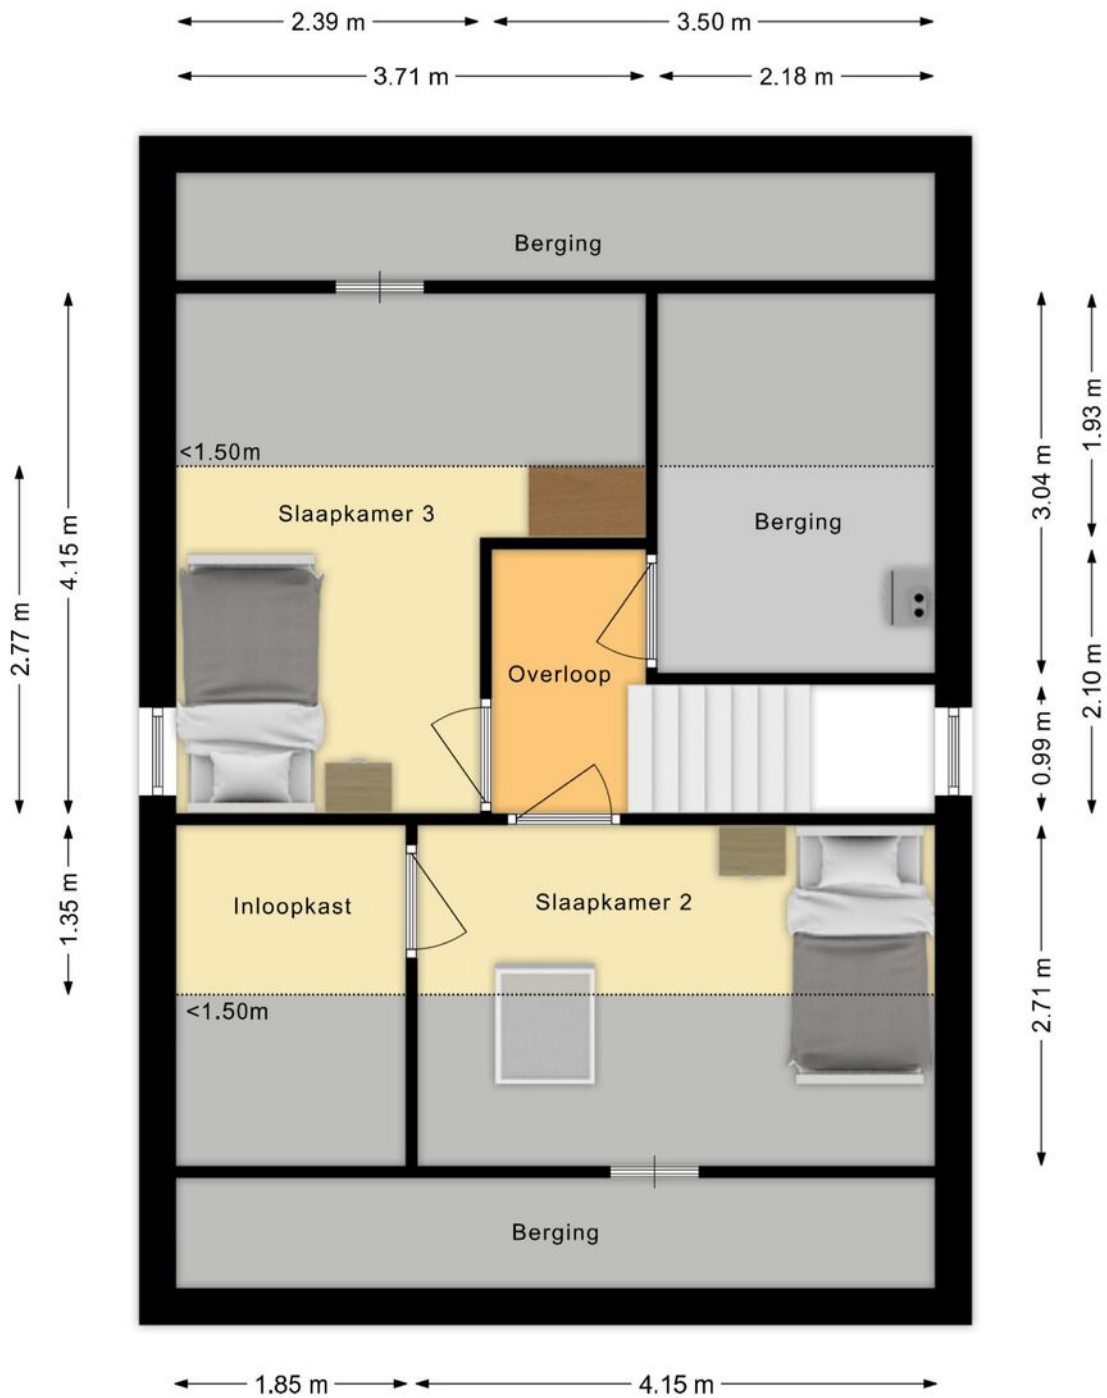 2.39 m
3.50 m
3.71 m
2.18 m
Berging
<1.50m
Slaapkamer 3
Berging
4.15 m
2.77 m
3.04 m
1.93 m
Overloop
2.10 m
0.99 m
Inloopkast
Slaapkamer 2
1.35 m
<1.50m
2.71 m
Berging
1.85 m
4.15 m